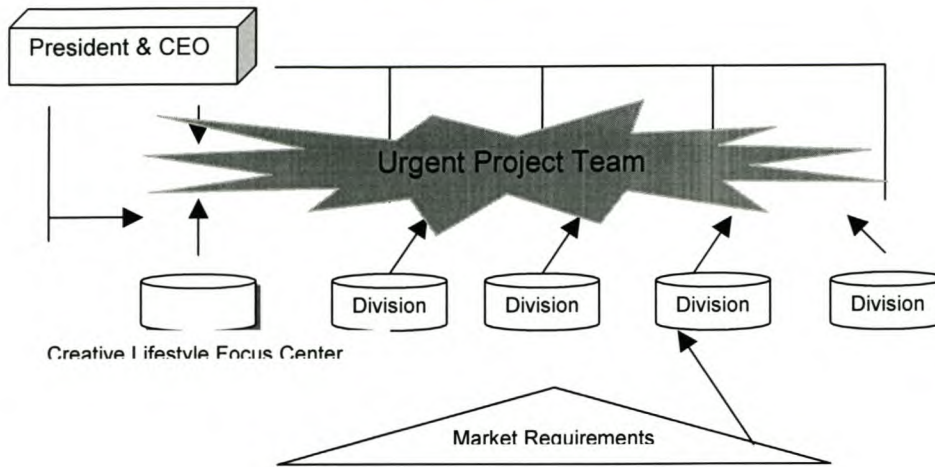 President & CEO
Urgent Project Team
Division
Division
Division
Division
Creative Lifestyle Focus Center
Market Requirements